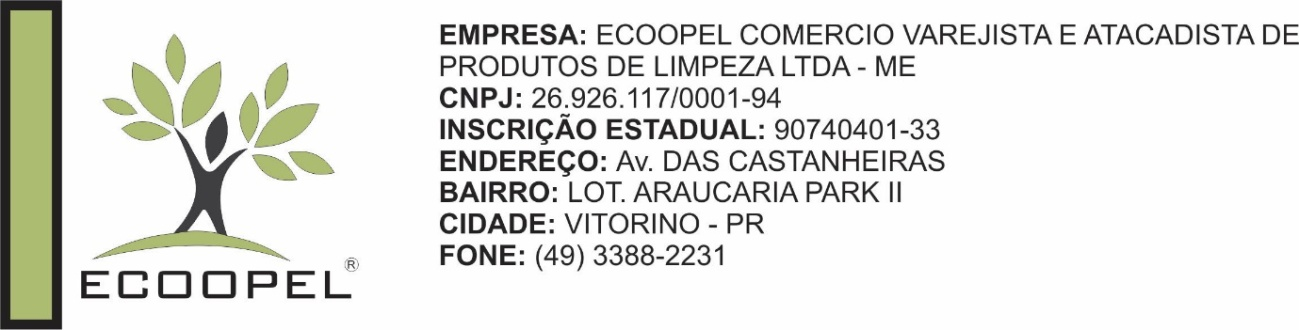 EMPRESA: ECOOPEL COMERCIO VAREJISTA E ATACADISTA DE
PRODUTOS DE LIMPEZA LTDA - ME
CNPJ: 26.926.117/0001-94
INSCRIÇÃO ESTADUAL: 90740401-33
ENDEREÇO: Av. DAS CASTANHEIRAS
BAIRRO: LOT. ARAUCARIA PARK II
CIDADE: VITORINO - PR
FONE: (49) 3388-2231
ECOOPEL®